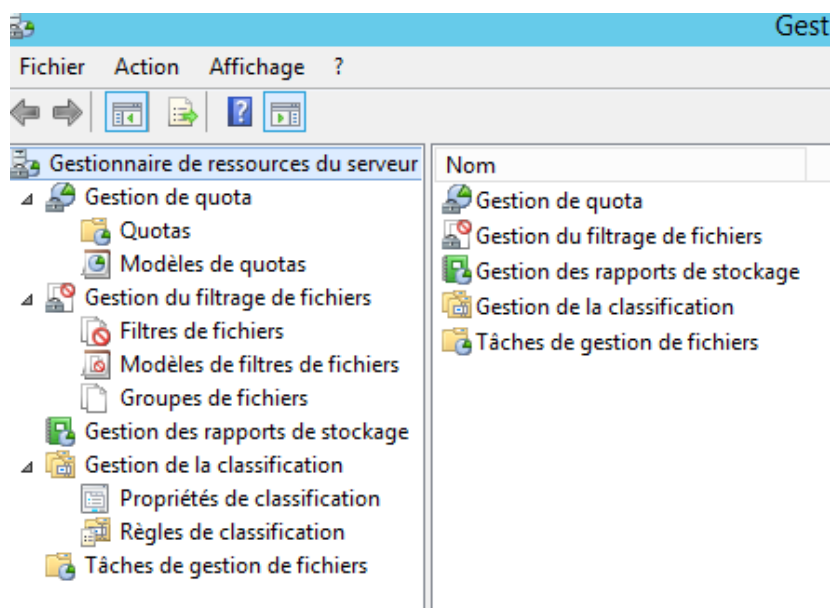 Gest
Fichier Action Affichage ?
Gestionnaire de ressources du serveur
Gestion de quota
Quotas
Modèles de quotas
Gestion du filtrage de fichiers
Filtres de fichiers
Modèles de filtres de fichiers
Groupes de fichiers
Gestion des rapports de stockage
Gestion de la classification
Propriétés de classification
Règles de classification
Tâches de gestion de fichiers
Nom
Gestion de quota
Gestion du filtrage de fichiers
Gestion des rapports de stockage
Gestion de la classification
Tâches de gestion de fichiers